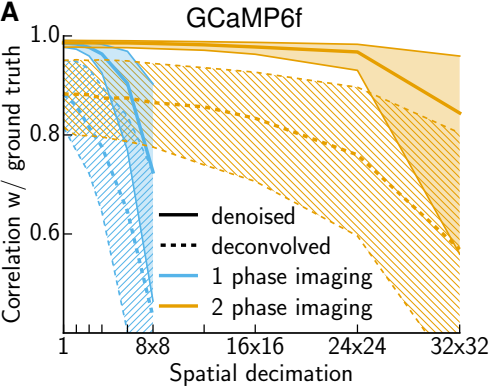 A
GCaMP6f
Correlation w/ ground truth
1.0
0.8
0.6
denoised
deconvolved
1 phase imaging
2 phase imaging
1 8x8 16x16 24x24 32x32
Spatial decimation